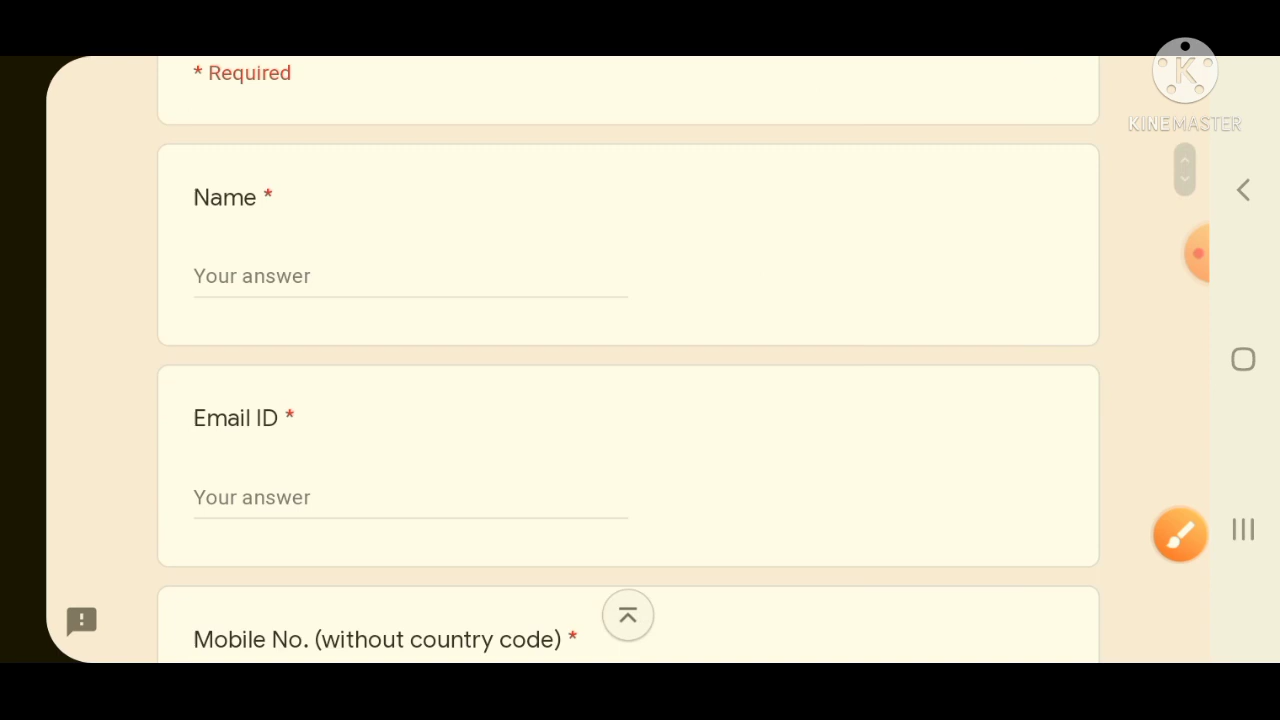 * Required
K
KINEMASTER
Name *
Your answer
Email ID *
Your answer
Mobile No. (without country code) *